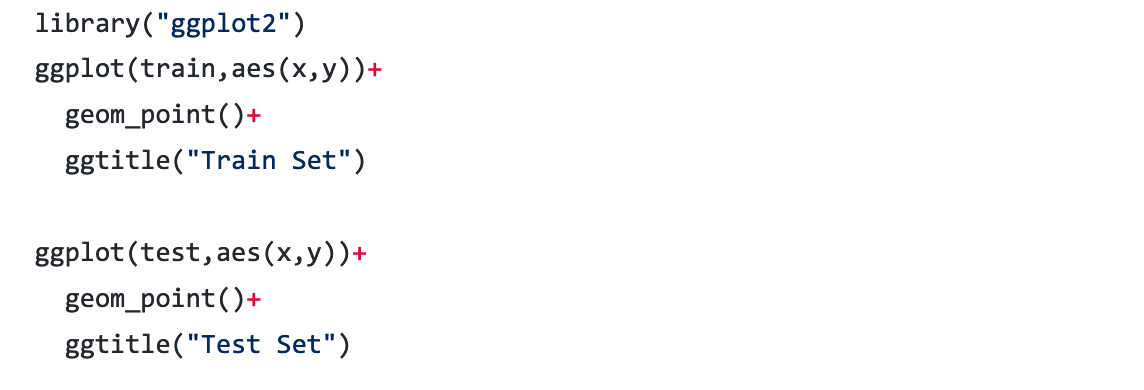 library("ggplot2")
ggplot(train,aes(x,y))+
  geom_point()+
  ggtitle("Train Set")

ggplot(test,aes(x,y))+
  geom_point()+
  ggtitle("Test Set")